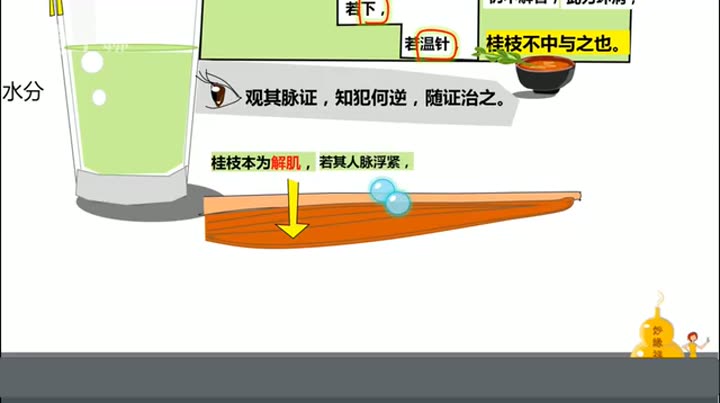 若下，
若温针
桂枝不中与之也。
水分
观其脉证，知犯何逆，随证治之。
桂枝本为解肌，若其人脉浮紧，
妙
缘